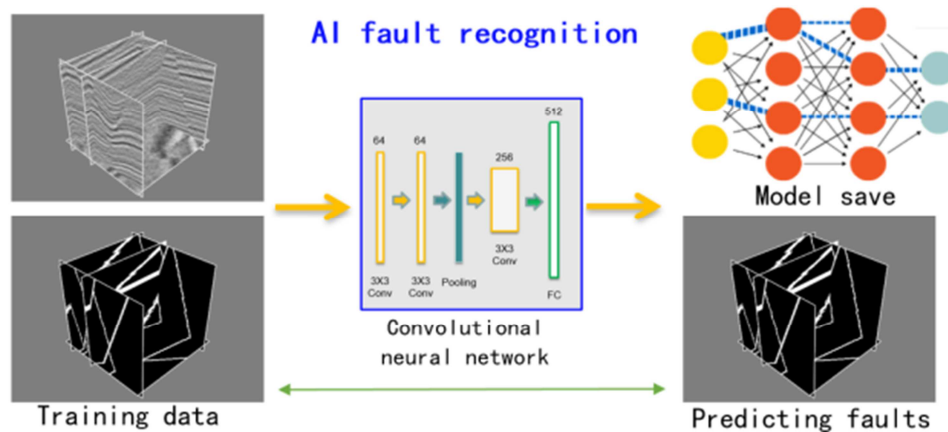 AI fault recognition
64
64
256
512
3X3
Conv
3X3
Conv
Pooling
3X3
Conv
FC
Convolutional
neural network
Training data
Model save
Predicting faults